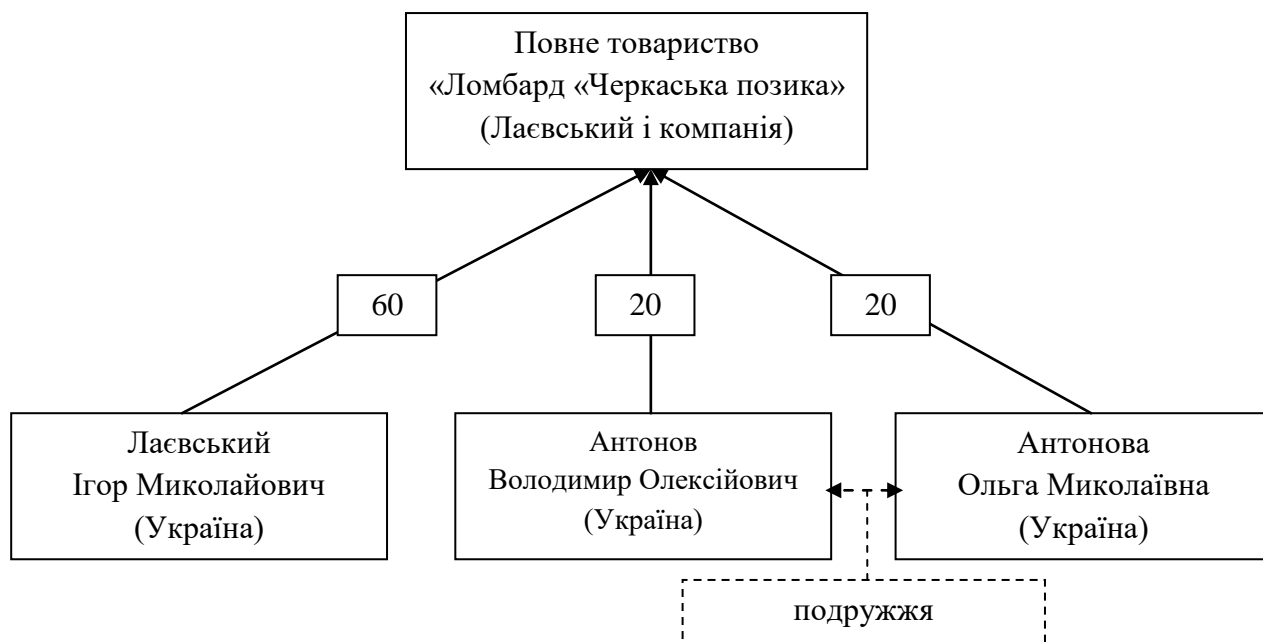 Повне товариство
«Ломбард «Черкаська позика»
(Лаєвський і компанія)
60
20
20
Лаєвський
Ігор Миколайович
(Україна)
Антонов
Володимир Олексійович
(Україна)
Антонова
Ольга Миколаївна
(Україна)
подружжя